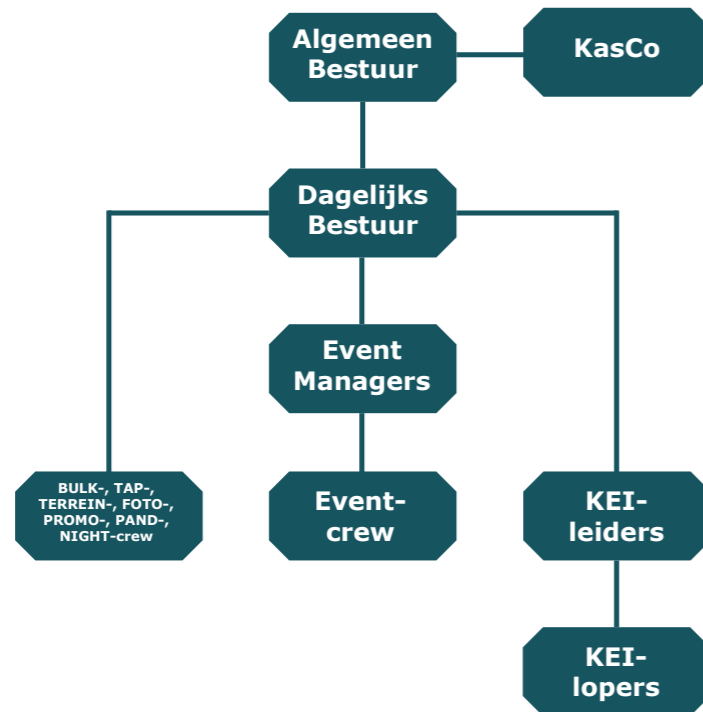 Algemeen
Bestuur
KasCo
Dagelijks
Bestuur
Event
Managers
BULK-, TAP-,
TERREIN-, FOTO-,
PROMO-, PAND-,
NIGHT-crew
Event-
crew
KEI-
leiders
KEI-
lopers